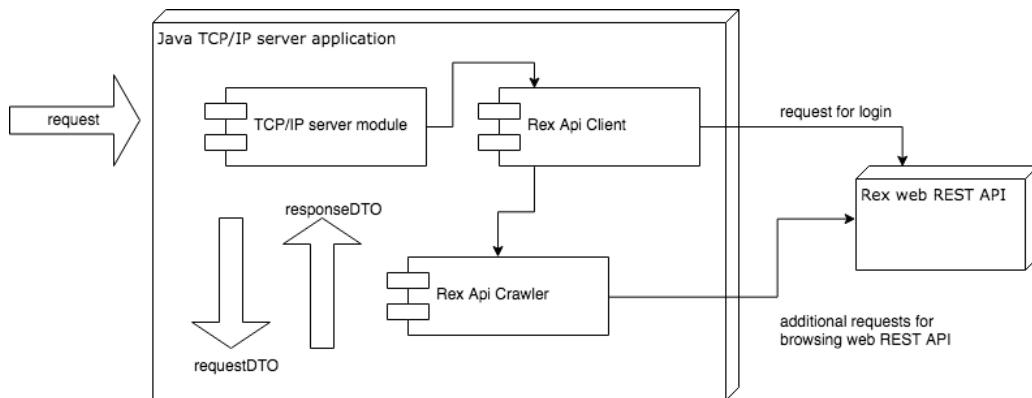 Java TCP/IP server application
request
TCP/IP server module
Rex Api Client
request for login
Rex web REST API
responseDTO
Rex Api Crawler
additional requests for
browsing web REST API
requestDTO